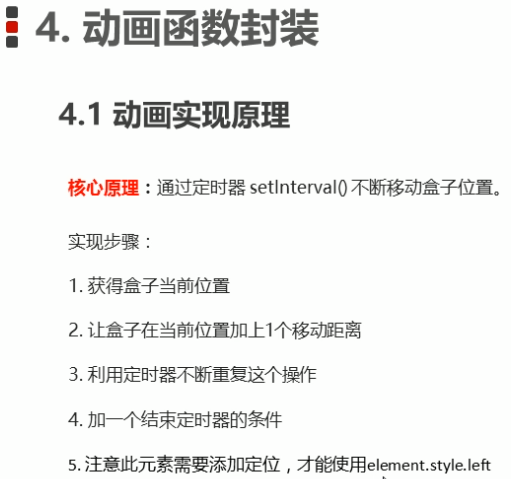 4. 动画函数封装
4.1 动画实现原理
核心原理：通过定时器 setInterval() 不断移动盒子位置。
实现步骤：
1. 获得盒子当前位置
2. 让盒子在当前位置加上1个移动距离
3. 利用定时器不断重复这个操作
4. 加一个结束定时器的条件
5. 注意此元素需要添加定位，才能使用element.style.left